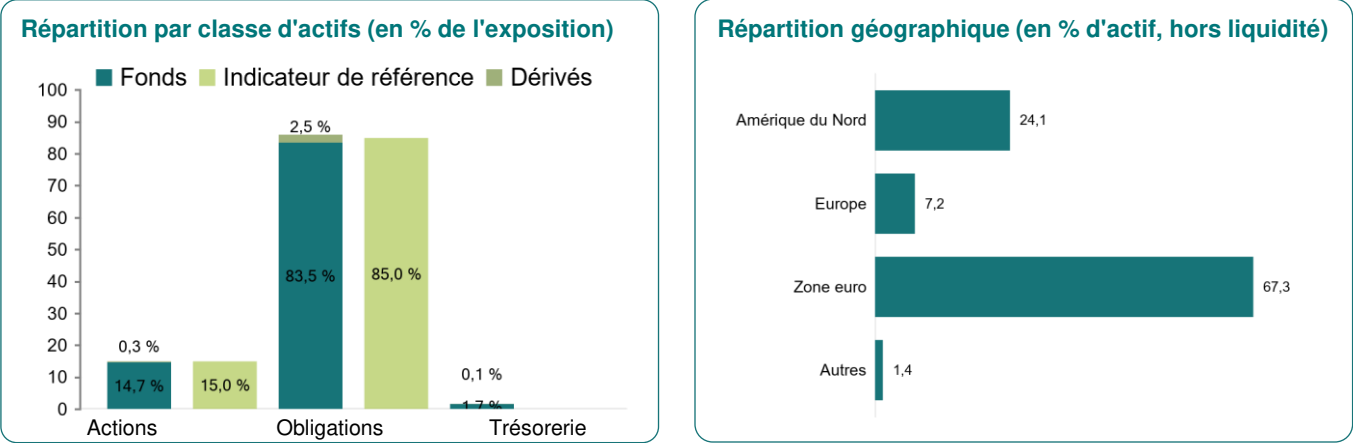 Répartition par classe d'actifs (en % de l'exposition)
Fonds Indicateur de référence Dérivés
100
90
80
70
60
50
40
30
20
10
0
0,3 %
14,7 %
15,0 %
2,5 %
83,5 %
85,0 %
0,1 %
1,7 %
Actions Obligations Trésorerie
Répartition géographique (en % d'actif, hors liquidité)
Amérique du Nord 24,1
Europe 7,2
Zone euro 67,3
Autres 1,4